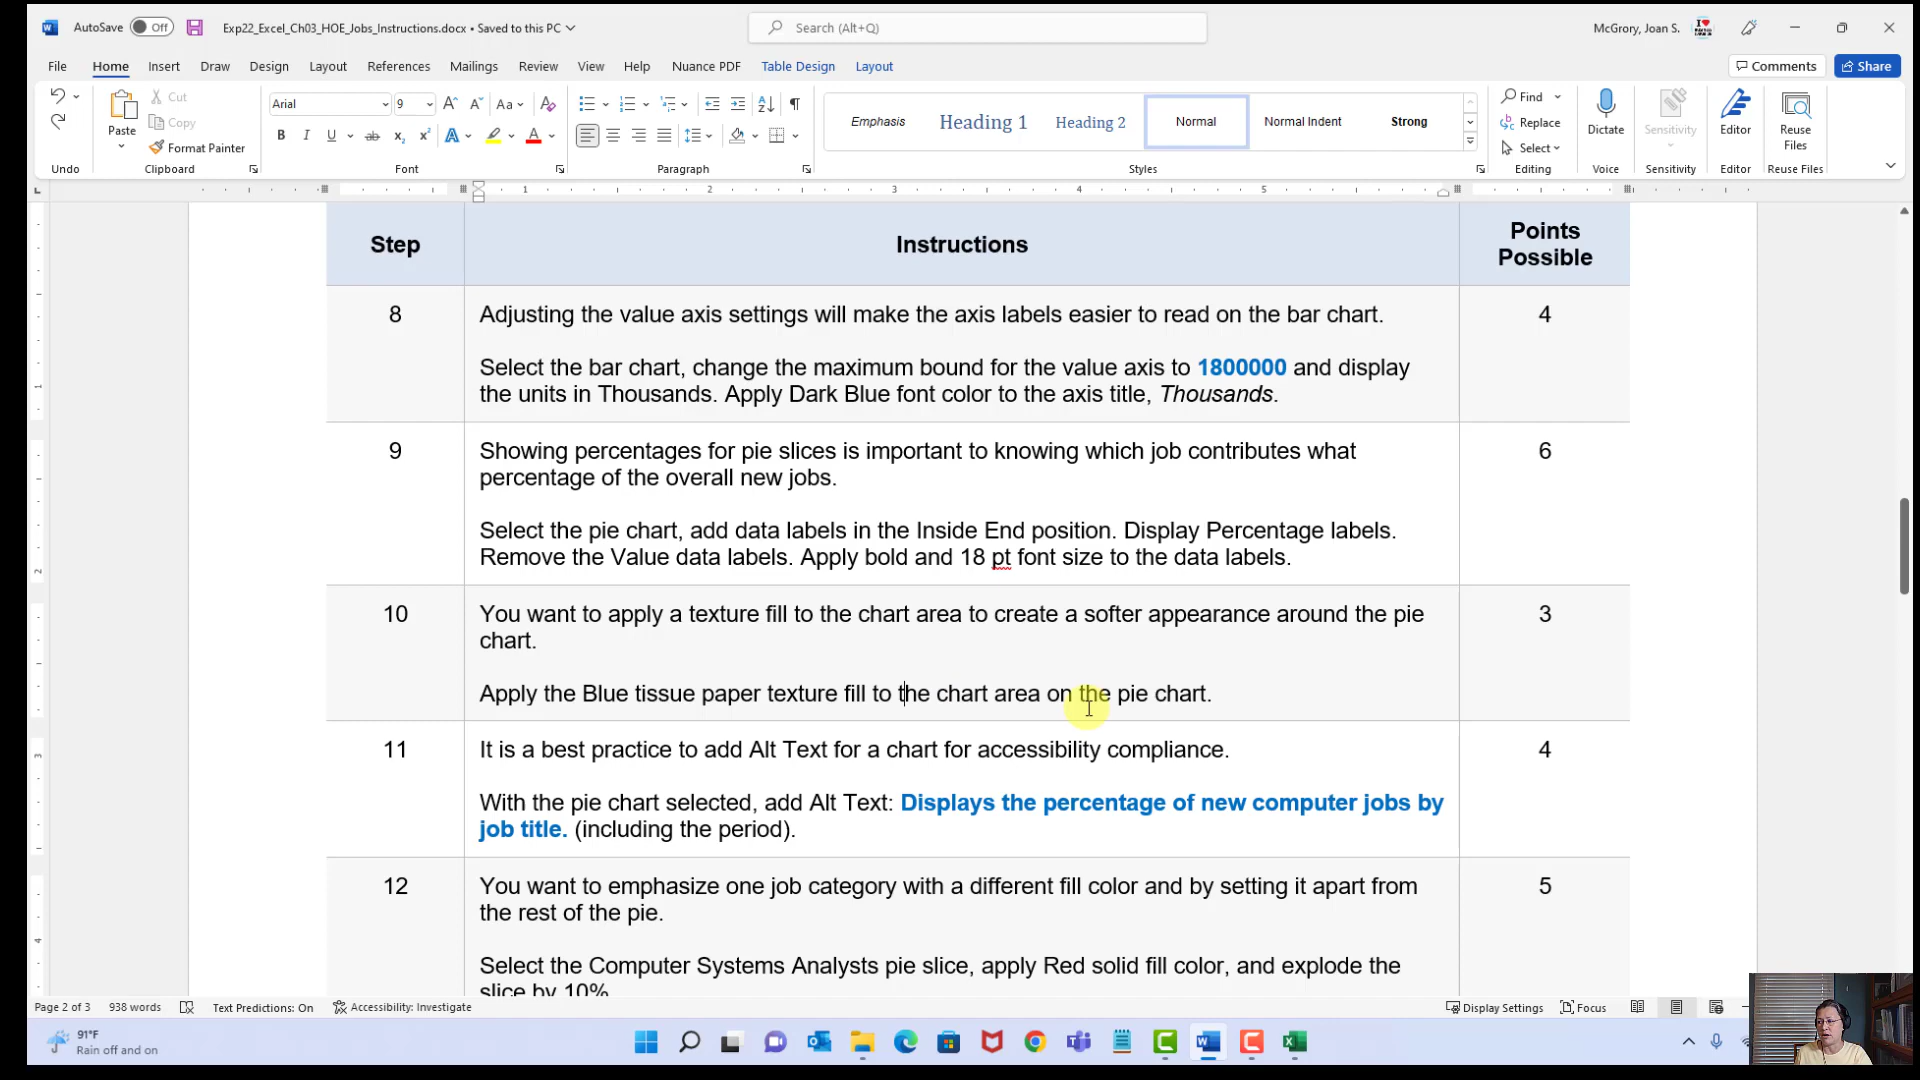 AutoSave Off Exp22_Excel_Ch03_HOE_Jobs_Instructions.docx • Saved to this PC Search (Alt+Q) McGrory, Joan S.
File Home Insert Draw Design Layout References Mailings Review View Help Nuance PDF Table Design Layout Comments Share
Paste Cut Copy Format Painter
Arial 9 Aa
Emphasis Heading 1 Heading 2 Normal Normal Indent Strong
Find Replace Select Dictate Sensitivity Editor Reuse Files
Undo Clipboard Font Paragraph Styles Editing Voice Sensitivity Editor Reuse Files
1 2 3 4 5
Step Instructions Points Possible
8 Adjusting the value axis settings will make the axis labels easier to read on the bar chart. 4
Select the bar chart, change the maximum bound for the value axis to 1800000 and display
the units in Thousands. Apply Dark Blue font color to the axis title, Thousands.
9 Showing percentages for pie slices is important to knowing which job contributes what 6
percentage of the overall new jobs.
Select the pie chart, add data labels in the Inside End position. Display Percentage labels.
Remove the Value data labels. Apply bold and 18 pt font size to the data labels.
10 You want to apply a texture fill to the chart area to create a softer appearance around the pie 3
chart.
Apply the Blue tissue paper texture fill to the chart area on the pie chart.
11 It is a best practice to add Alt Text for a chart for accessibility compliance. 4
With the pie chart selected, add Alt Text: Displays the percentage of new computer jobs by
job title. (including the period).
12 You want to emphasize one job category with a different fill color and by setting it apart from 5
the rest of the pie.
Select the Computer Systems Analysts pie slice, apply Red solid fill color, and explode the
slice by 10%
Page 2 of 3 938 words Text Predictions: On Accessibility: Investigate Display Settings Focus
91°F
Rain off and on